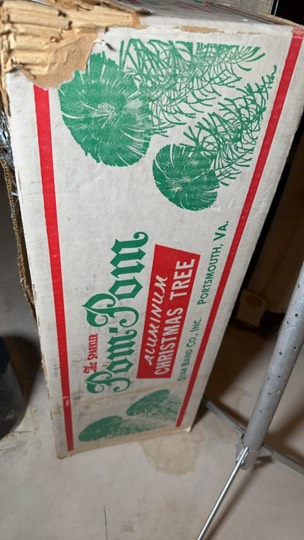 The SPARKLER
Pom Pom
ALUMINUM
CHRISTMAS TREE
STAR BAND CO., INC. PORTSMOUTH, VA.